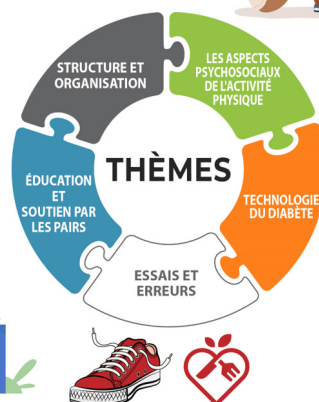 STRUCTURE ET
ORGANISATION
LES ASPECTS
PSYCHOSOCIAUX
DE L'ACTIVITÉ
PHYSIQUE
THÈMES
ÉDUCATION
ET
SOUTIEN PAR
LES PAIRS
TECHNOLOGIE
DU DIABÈTE
ESSAIS ET
ERREURS